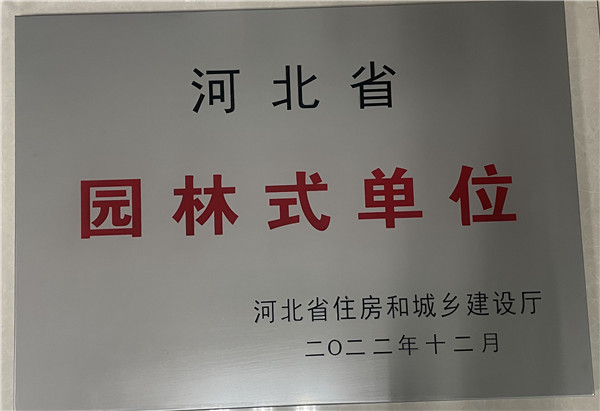 河北省
园林式单位
河北省住房和城乡建设厅
二〇二二年十二月